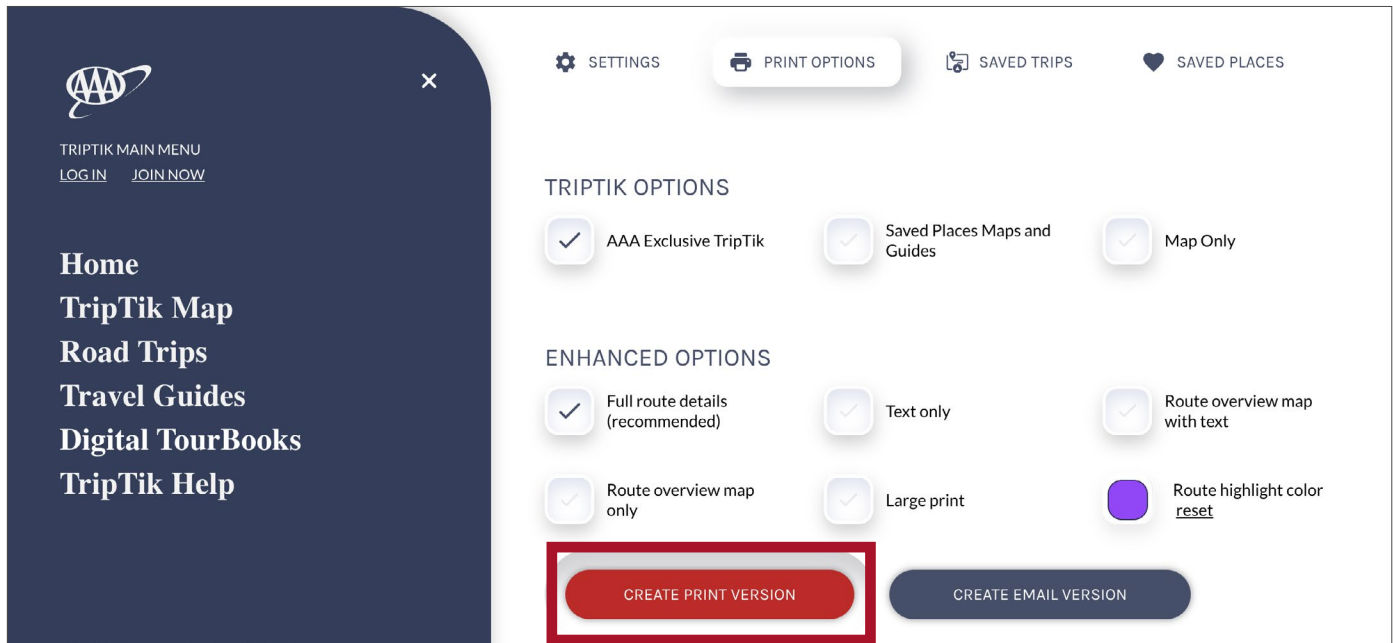 AAA
TRIPTIK MAIN MENU
LOG IN JOIN NOW
Home
TripTik Map
Road Trips
Travel Guides
Digital TourBooks
TripTik Help
SETTINGS
PRINT OPTIONS
SAVED TRIPS
SAVED PLACES
TRIPTIK OPTIONS
AAA Exclusive TripTik
Saved Places Maps and
Guides
Map Only
ENHANCED OPTIONS
Full route details
(recommended)
Text only
Route overview map
with text
Route overview map
only
Large print
Route highlight color
reset
CREATE PRINT VERSION
CREATE EMAIL VERSION